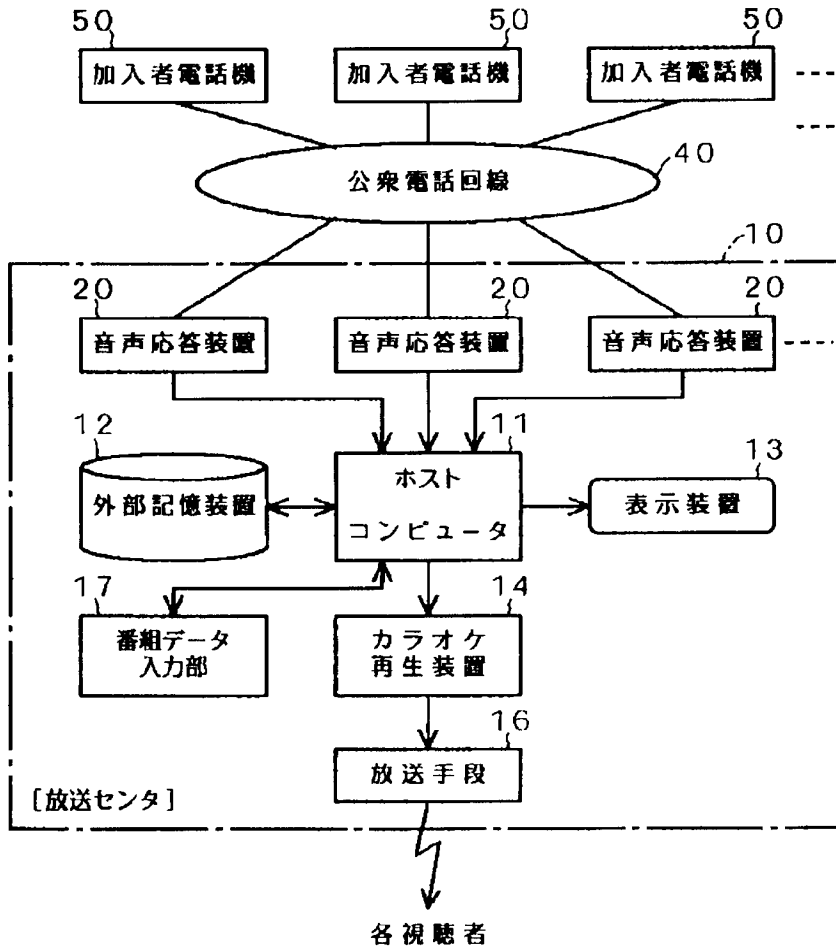 50 50 50
加入者電話機 加入者電話機 加入者電話機
40
公衆電話回線
10
20 20 20
音声応答装置 音声応答装置 音声応答装置
12 11 13
外部記憶装置
ホスト
コンピュータ
表示装置
17 14
番組データ
入力部
カラオケ
再生装置
16
放送手段
[放送センタ]
各視聴者